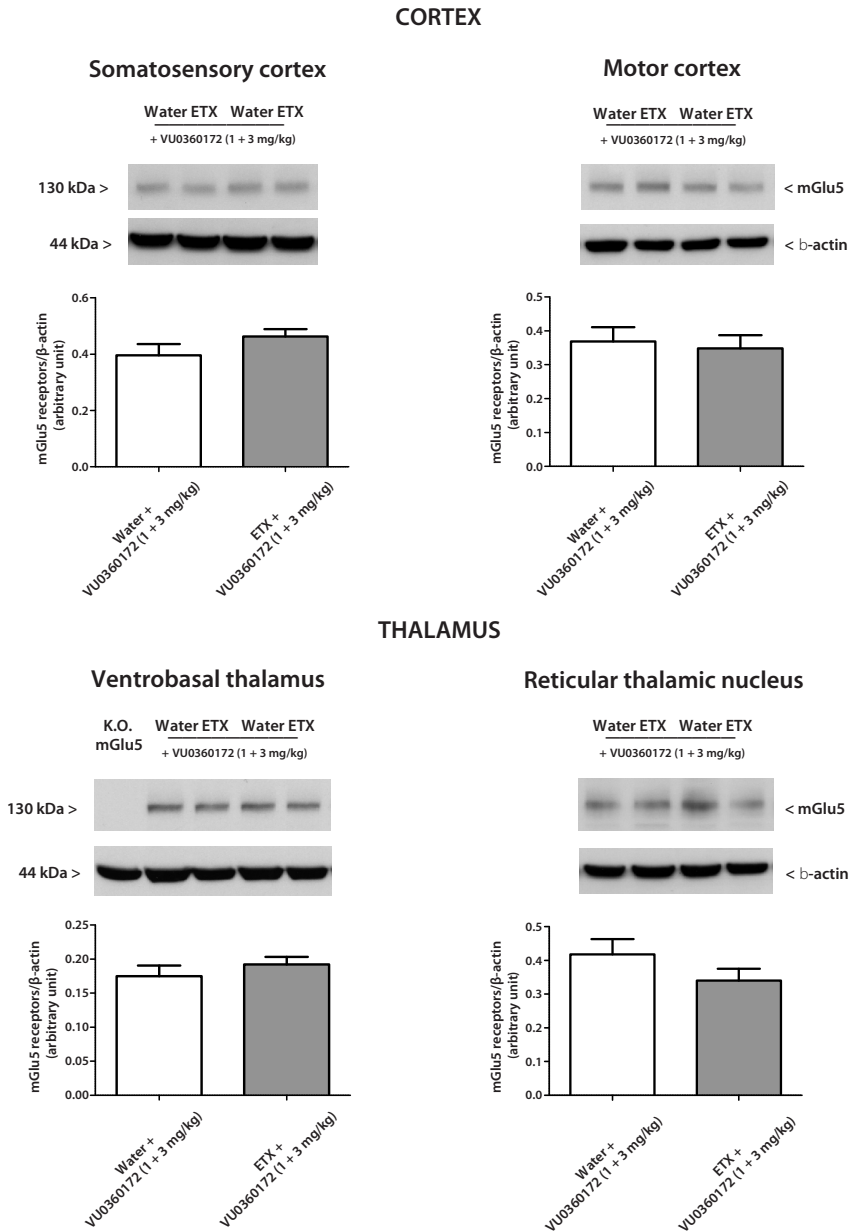 CORTEX
Somatosensory cortex
Water ETX Water ETX
+ VU0360172 (1 + 3 mg/kg)
130 kDa >
44 kDa >
0.6
0.4
0.2
0.0
mGlu5 receptors/β-actin
(arbitrary unit)
Water +
VU0360172 (1 + 3 mg/kg)
ETX +
VU0360172 (1 + 3 mg/kg)
Motor cortex
Water ETX Water ETX
+ VU0360172 (1 + 3 mg/kg)
< mGlu5
< b-actin
0.5
0.4
0.3
0.2
0.1
0.0
mGlu5 receptors/β-actin
(arbitrary unit)
Water +
VU0360172 (1 + 3 mg/kg)
ETX +
VU0360172 (1 + 3 mg/kg)
THALAMUS
Ventrobasal thalamus
K.O.
mGlu5
Water ETX Water ETX
+ VU0360172 (1 + 3 mg/kg)
130 kDa >
44 kDa >
0.25
0.20
0.15
0.10
0.05
0.00
mGlu5 receptors/β-actin
(arbitrary unit)
Water +
VU0360172 (1 + 3 mg/kg)
ETX +
VU0360172 (1 + 3 mg/kg)
Reticular thalamic nucleus
Water ETX Water ETX
+ VU0360172 (1 + 3 mg/kg)
< mGlu5
< b-actin
0.5
0.4
0.3
0.2
0.1
0.0
mGlu5 receptors/β-actin
(arbitrary unit)
Water +
VU0360172 (1 + 3 mg/kg)
ETX +
VU0360172 (1 + 3 mg/kg)